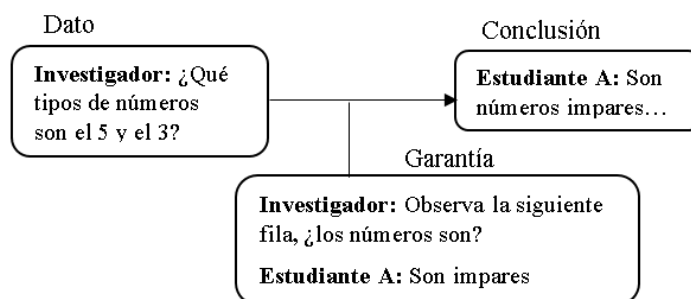 Dato
Investigador: ¿Qué
tipos de números
son el 5 y el 3?
Conclusión
Estudiante A: Son
números impares…
Garantía
Investigador: Observa la siguiente
fila, ¿los números son?
Estudiante A: Son impares